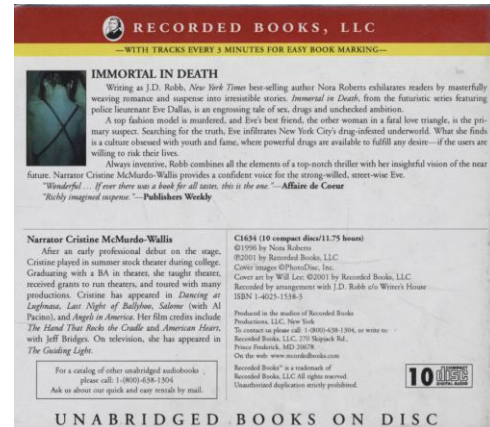 RECORDED BOOKS, LLC
—WITH TRACKS EVERY 3 MINUTES FOR EASY BOOK MARKING—
IMMORTAL IN DEATH
Writing as J.D. Robb, New York Times best-selling author Nora Roberts exhilarates readers by masterfully
weaving romance and suspense into irresistible stories. Immortal in Death, from the futuristic series featuring
police lieutenant Eve Dallas, is an engrossing tale of sex, drugs and unchecked ambition.
A top fashion model is murdered, and Eve's best friend, the other woman in a fatal love triangle, is the pri-
mary suspect. Searching for the truth, Eve infiltrates New York City's drug-infested underworld. What she finds
is a culture obsessed with youth and fame, where powerful drugs are available to fulfill any desire—if the users are
willing to risk their lives.
Always inventive, Robb combines all the elements of a top-notch thriller with her insightful vision of the near
future. Narrator Cristine McMurdo-Wallis provides a confident voice for the strong-willed, street-wise Eve.
"Wonderful ... If ever there was a book for all tastes, this is the one."—Affaire de Coeur
"Richly imagined suspense."—Publishers Weekly
Narrator Cristine McMurdo-Wallis
After an early professional debut on the stage,
Cristine played in summer stock theater during college.
Graduating with a BA in theater, she taught theater,
received grants to run theaters, and toured with many
productions. Cristine has appeared in Dancing at
Lughnasa, Last Night of Ballyhoo, Salome (with Al
Pacino), and Angels in America. Her film credits include
The Hand That Rocks the Cradle and American Heart,
with Jeff Bridges. On television, she has appeared in
The Guiding Light.
For a catalog of other unabridged audiobooks
please call: 1-(800)-638-1304
Ask us about our quick and easy rentals by mail.
C1634 (10 compact discs/11.75 hours)
©1996 by Nora Roberts
℗2001 by Recorded Books, LLC
Cover images ©PhotoDisc, Inc.
Cover art by Will Lee; ©2001 by Recorded Books, LLC
Recorded by arrangement with J.D. Robb c/o Writer's House
ISBN 1-4025-1538-3
Produced in the studios of Recorded Books
Productions, LLC, New York
To contact us please call: 1-(800)-638-1304, or write to:
Recorded Books, LLC, 270 Skipjack Rd.,
Prince Frederick, MD 20678.
On the web: www.recordedbooks.com
Recorded Books™ is a trademark of
Recorded Books, LLC All rights reserved.
Unauthorized duplication strictly prohibited.
10 COMPACT disc DIGITAL AUDIO
UNABRIDGED BOOKS ON DISC